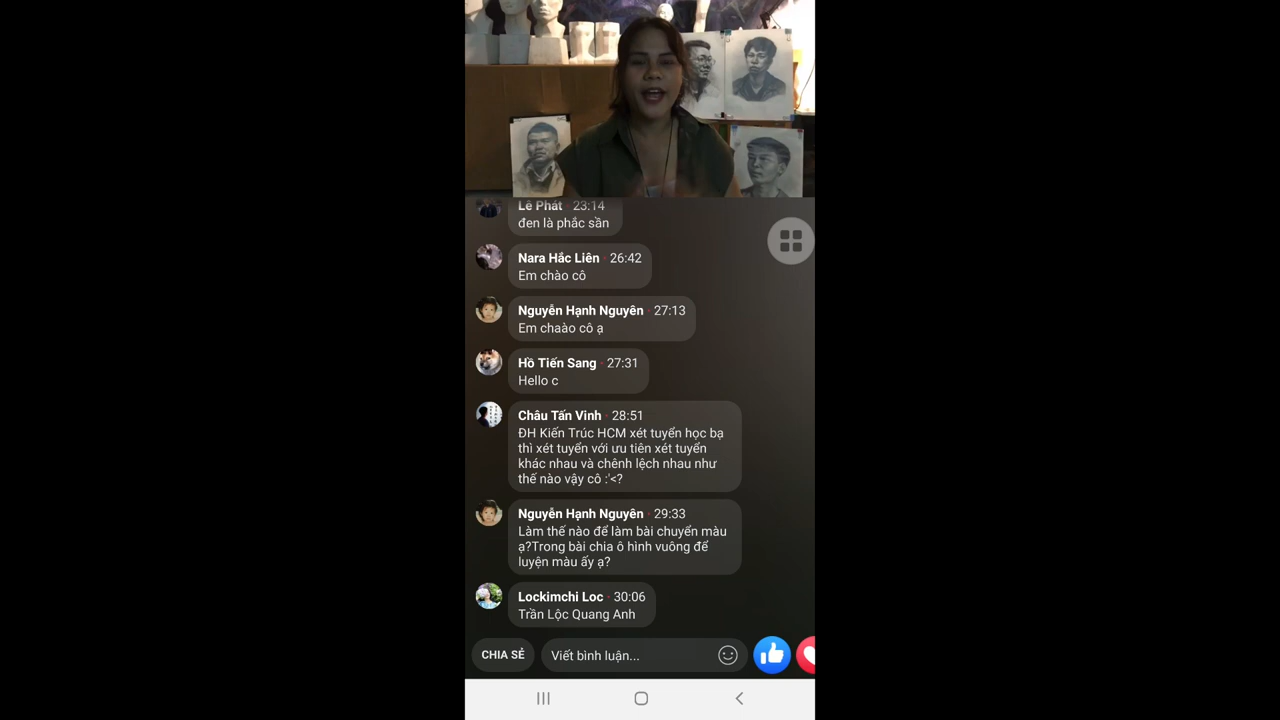 Lê Phát · 23:14
đen là phắc sần
Nara Hắc Liên · 26:42
Em chào cô
Nguyễn Hạnh Nguyên · 27:13
Em chaào cô ạ
Hồ Tiến Sang · 27:31
Hello c
Châu Tấn Vinh · 28:51
ĐH Kiến Trúc HCM xét tuyển học bạ
thì xét tuyển với ưu tiên xét tuyển
khác nhau và chênh lệch nhau như
thế nào vậy cô :'<?
Nguyễn Hạnh Nguyên · 29:33
Làm thế nào để làm bài chuyển màu
ạ?Trong bài chia ô hình vuông để
luyện màu ấy ạ?
Lockimchi Loc · 30:06
Trần Lộc Quang Anh
CHIA SẺ
Viết bình luận...